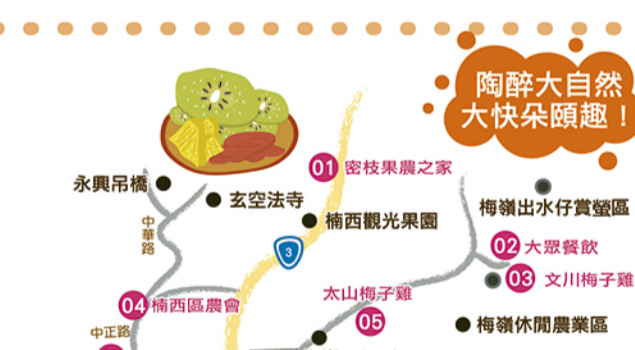 陶醉大自然
大快朵頤趣！
01 密枝果農之家
永興吊橋
玄空法寺
楠西觀光果園
中華路
3
梅嶺出水仔賞螢區
02 大眾餐飲
03 文川梅子雞
太山梅子雞
05
04 楠西區農會
中正路
梅嶺休閒農業區